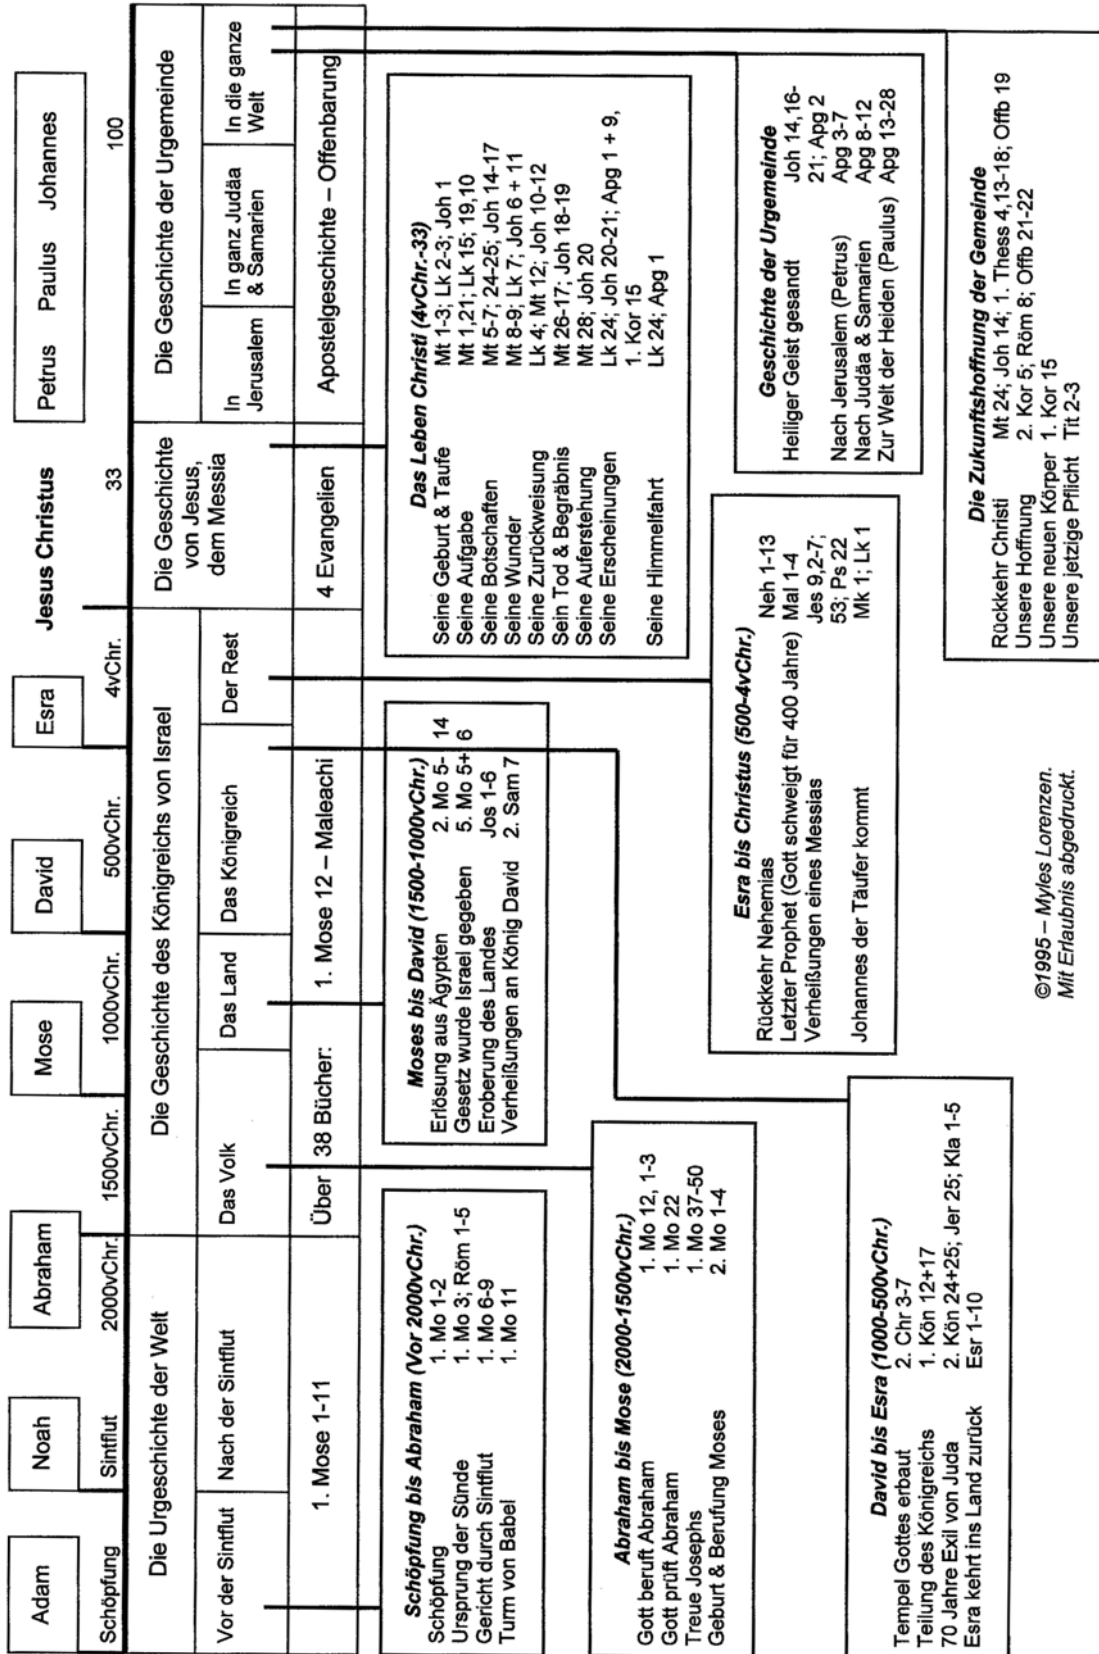 Adam
Noah
Abraham
Mose
David
Esra
Jesus Christus
Petrus Paulus Johannes
Schöpfung
Sintflut
2000vChr.
1500vChr.
1000vChr.
500vChr.
4vChr.
33
100
Die Urgeschichte der Welt
Die Geschichte des Königreichs von Israel
Die Geschichte
von Jesus,
dem Messia
Die Geschichte der Urgemeinde
Vor der Sintflut
Nach der Sintflut
Das Volk
Das Land
Das Königreich
Der Rest
In
Jerusalem
In ganz Judäa
& Samarien
In die ganze
Welt
1. Mose 1-11
Über 38 Bücher: 1. Mose 12 – Maleachi
4 Evangelien
Apostelgeschichte – Offenbarung
Schöpfung bis Abraham (Vor 2000vChr.)
Schöpfung 1. Mo 1-2
Ursprung der Sünde 1. Mo 3; Röm 1-5
Gericht durch Sintflut 1. Mo 6-9
Turm von Babel 1. Mo 11
Moses bis David (1500-1000vChr.)
Erlösung aus Ägypten 2. Mo 5- 14
Gesetz wurde Israel gegeben 5. Mo 5+ 6
Eroberung des Landes Jos 1-6
Verheißungen an König David 2. Sam 7
Das Leben Christi (4vChr.-33)
Seine Geburt & Taufe Mt 1-3; Lk 2-3; Joh 1
Seine Aufgabe Mt 1,21; Lk 15; 19,10
Seine Botschaften Mt 5-7; 24-25; Joh 14-17
Seine Wunder Mt 8-9; Lk 7; Joh 6 + 11
Seine Zurückweisung Lk 4; Mt 12; Joh 10-12
Sein Tod & Begräbnis Mt 26-17; Joh 18-19
Seine Auferstehung Mt 28; Joh 20
Seine Erscheinungen Lk 24; Joh 20-21; Apg 1 + 9,
1. Kor 15
Seine Himmelfahrt Lk 24; Apg 1
Abraham bis Mose (2000-1500vChr.)
Gott beruft Abraham 1. Mo 12, 1-3
Gott prüft Abraham 1. Mo 22
Treue Josephs 1. Mo 37-50
Geburt & Berufung Moses 2. Mo 1-4
Esra bis Christus (500-4vChr.)
Rückkehr Nehemias Neh 1-13
Letzter Prophet (Gott schweigt für 400 Jahre) Mal 1-4
Verheißungen eines Messias Jes 9,2-7;
53; Ps 22
Johannes der Täufer kommt Mk 1; Lk 1
Geschichte der Urgemeinde
Heiliger Geist gesandt Joh 14,16-
21; Apg 2
Nach Jerusalem (Petrus) Apg 3-7
Nach Judäa & Samarien Apg 8-12
Zur Welt der Heiden (Paulus) Apg 13-28
David bis Esra (1000-500vChr.)
Tempel Gottes erbaut 2. Chr 3-7
Teilung des Königreichs 1. Kön 12+17
70 Jahre Exil von Juda 2. Kön 24+25; Jer 25; Kla 1-5
Esra kehrt ins Land zurück Esr 1-10
Die Zukunftshoffnung der Gemeinde
Rückkehr Christi Mt 24; Joh 14; 1. Thess 4,13-18; Offb 19
Unsere Hoffnung 2. Kor 5; Röm 8; Offb 21-22
Unsere neuen Körper 1. Kor 15
Unsere jetzige Pflicht Tit 2-3
©1995 – Myles Lorenzen.
Mit Erlaubnis abgedruckt.